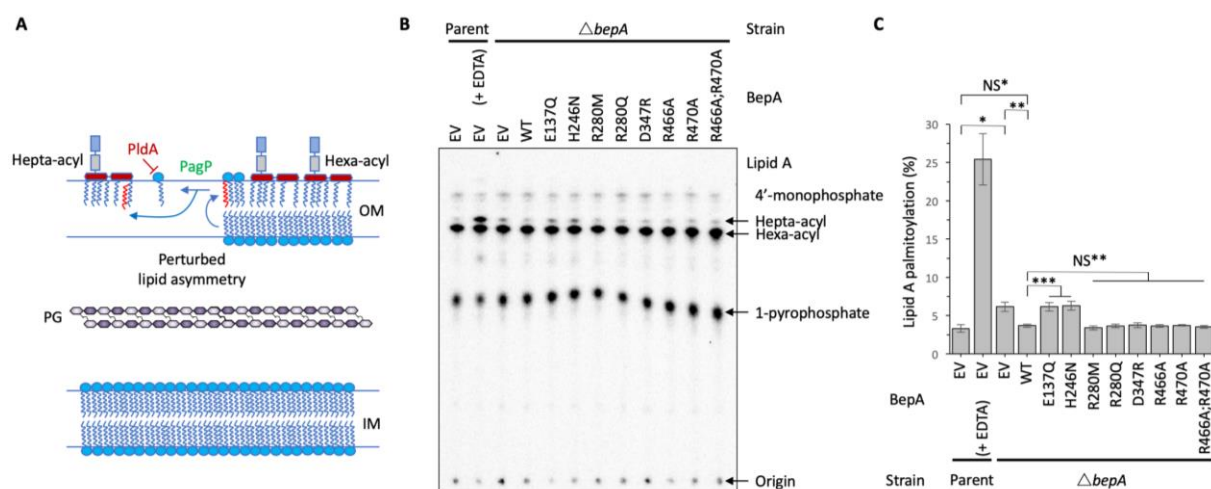 A
Hepta-acyl
PldA
PagP
Hexa-acyl
OM
Perturbed
lipid asymmetry
PG
IM
B
Parent
△bepA
Strain
EV
EV
(+ EDTA)
EV
WT
E137Q
H246N
R280M
R280Q
D347R
R466A
R470A
R466A;R470A
BepA
Lipid A
4’-monophosphate
Hepta-acyl
Hexa-acyl
1-pyrophosphate
Origin
C
NS*
**
*
NS**
***
Lipid A palmitoylation (%)
30
25
20
15
10
5
0
EV
EV
(+ EDTA)
EV
WT
E137Q
H246N
R280M
R280Q
D347R
R466A
R470A
R466A;R470A
BepA
Strain
Parent
△bepA